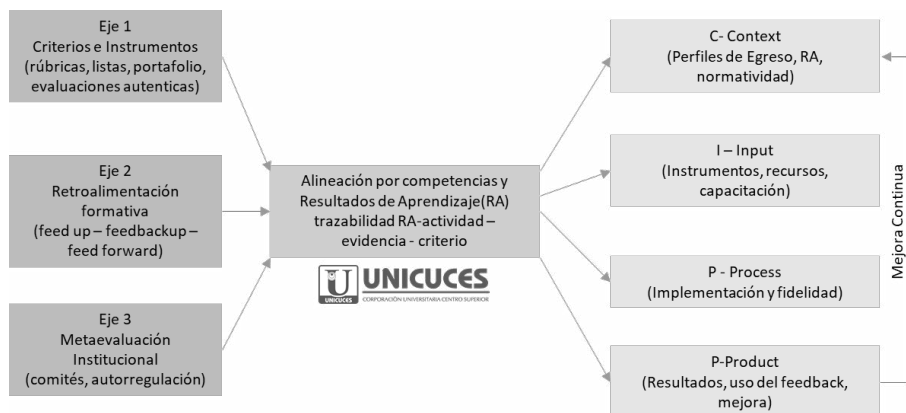 Eje 1
Criterios e Instrumentos
(rúbricas, listas, portafolio,
evaluaciones autenticas)
Eje 2
Retroalimentación
formativa
(feed up – feedbackup –
feed forward)
Eje 3
Metaevaluación
Institucional
(comités, autorregulación)
Alineación por competencias y
Resultados de Aprendizaje(RA)
trazabilidad RA-actividad –
evidencia - criterio
UNICUCES
UNICUCES
CORPORACIÓN UNIVERSITARIA CENTRO SUPERIOR
C- Context
(Perfiles de Egreso, RA,
normatividad)
I – Input
(Instrumentos, recursos,
capacitación)
P - Process
(Implementación y fidelidad)
P-Product
(Resultados, uso del feedback,
mejora)
Mejora Continua